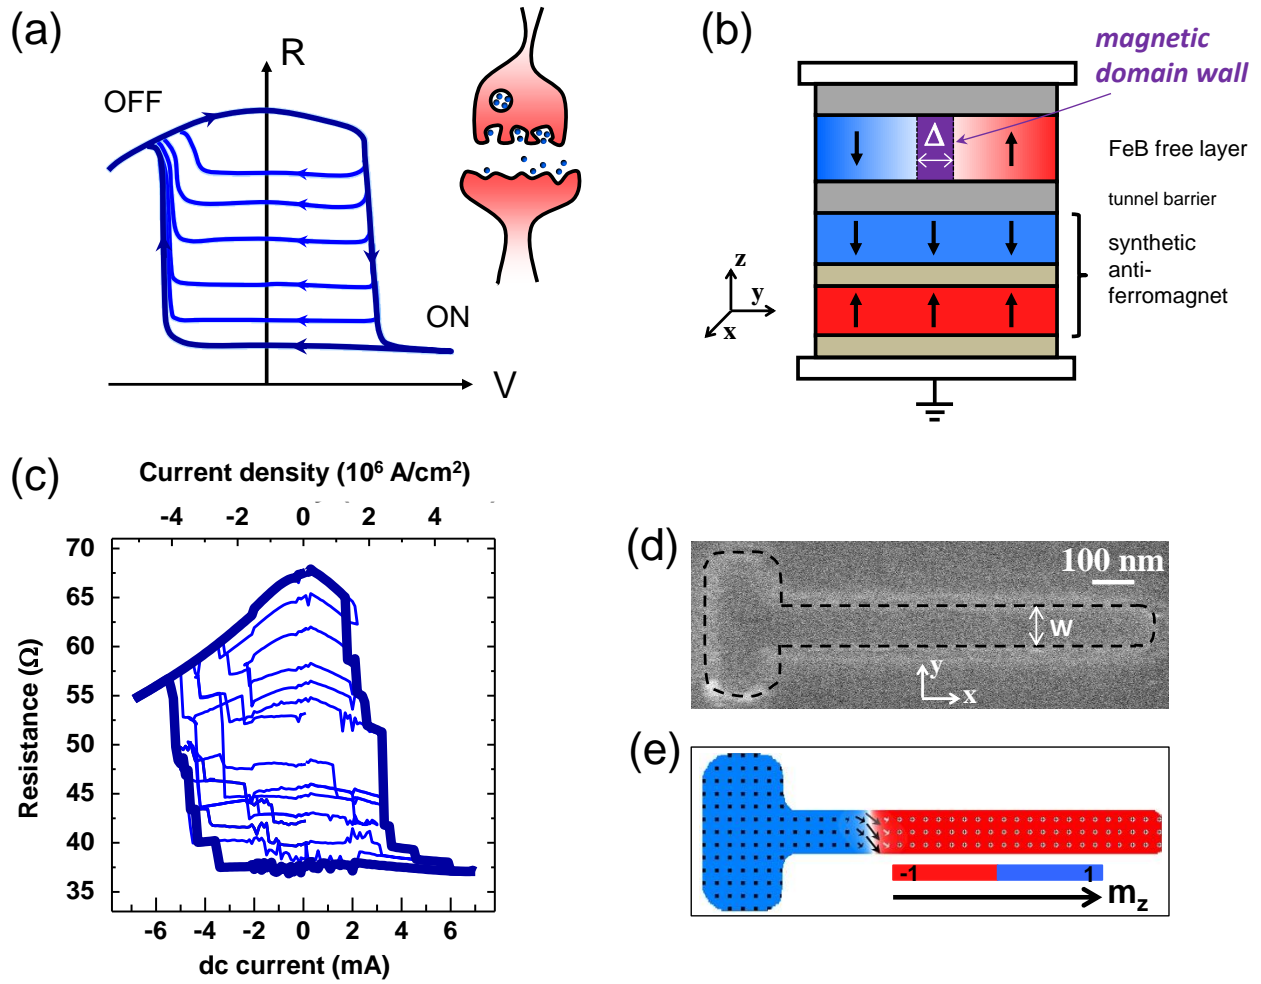 (a)
R
OFF
ON
V
(b)
magnetic
domain wall
Δ
FeB free layer
tunnel barrier
synthetic
anti-
ferromagnet
z
y
x
(c)
Current density (10⁶ A/cm²)
-4 -2 0 2 4
70
65
60
55
50
45
40
35
Resistance (Ω)
-6 -4 -2 0 2 4 6
dc current (mA)
(d)
100 nm
w
y
x
(e)
-1 1
m_z